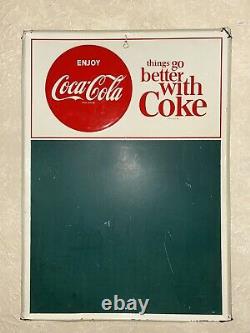 ENJOY
Coca-Cola
things go
better
with
Coke